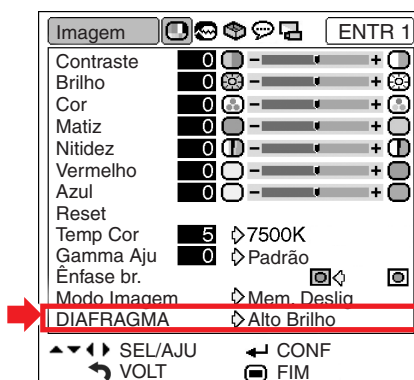 Imagem ENTR 1
Contraste 0 - +
Brilho 0 - +
Cor 0 - +
Matiz 0 - +
Nitidez 0 - +
Vermelho 0 - +
Azul 0 - +
Reset
Temp Cor 5 7500K
Gamma Aju 0 Padrão
Ênfase br.
Modo Imagem Mem. Deslig
DIAFRAGMA Alto Brilho
SEL/AJU CONF
VOLT FIM